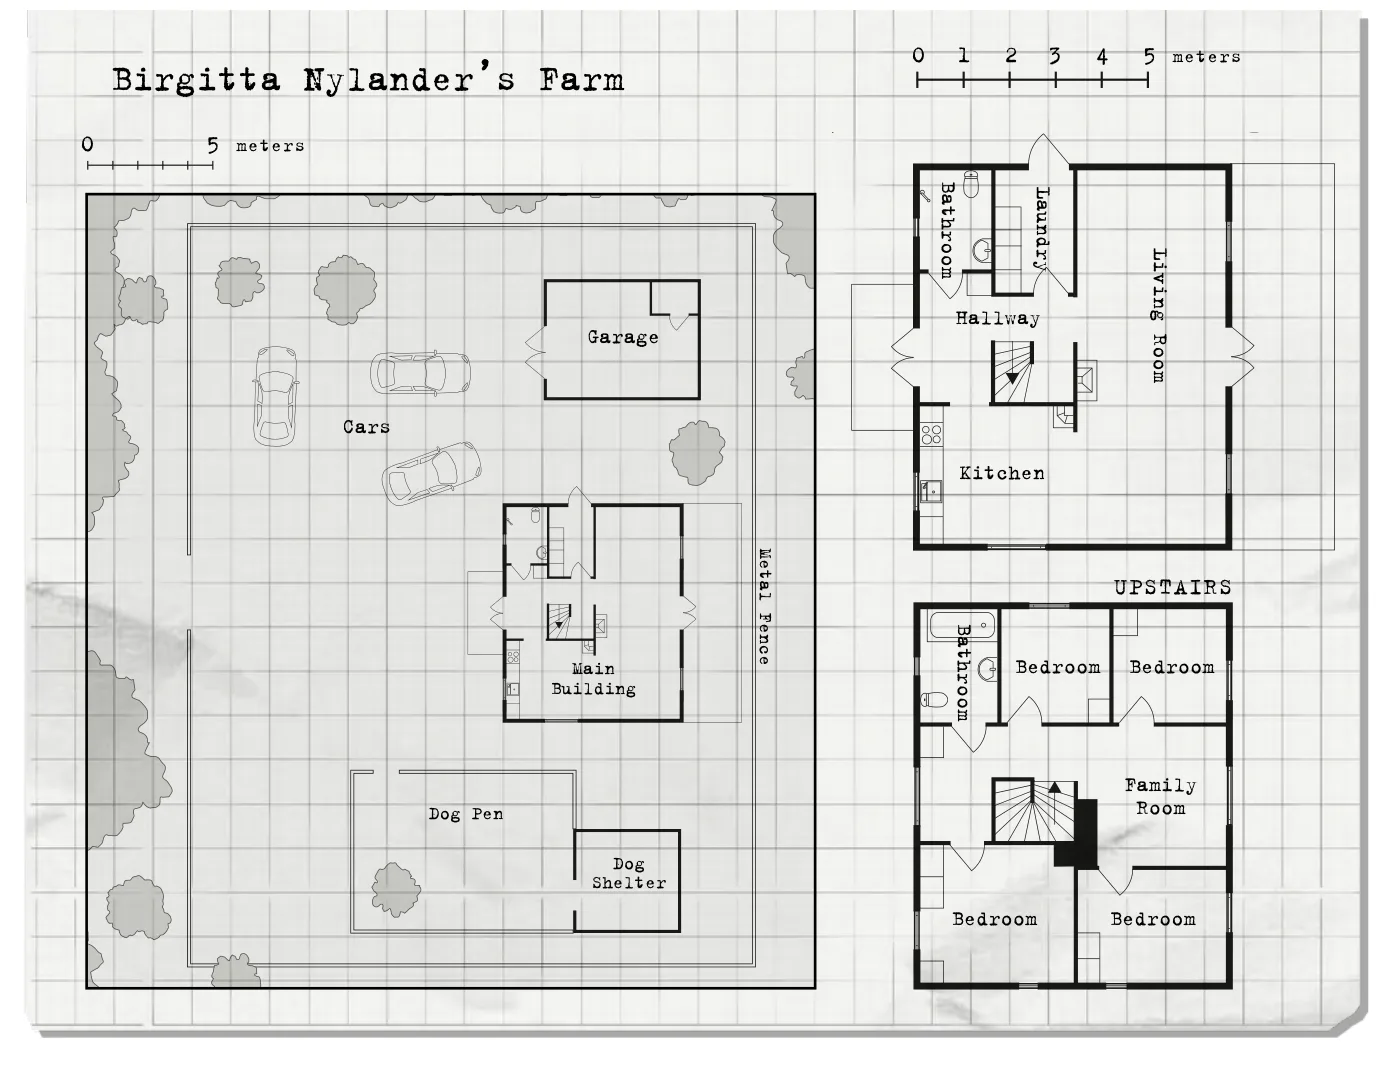 Birgitta Nylander's Farm
0 5 meters
Garage
Cars
Metal Fence
Main
Building
Dog Pen
Dog
Shelter
0 1 2 3 4 5 meters
Bathroom
Laundry
Living Room
Hallway
Kitchen
UPSTAIRS
Bathroom
Bedroom
Bedroom
Family
Room
Bedroom
Bedroom